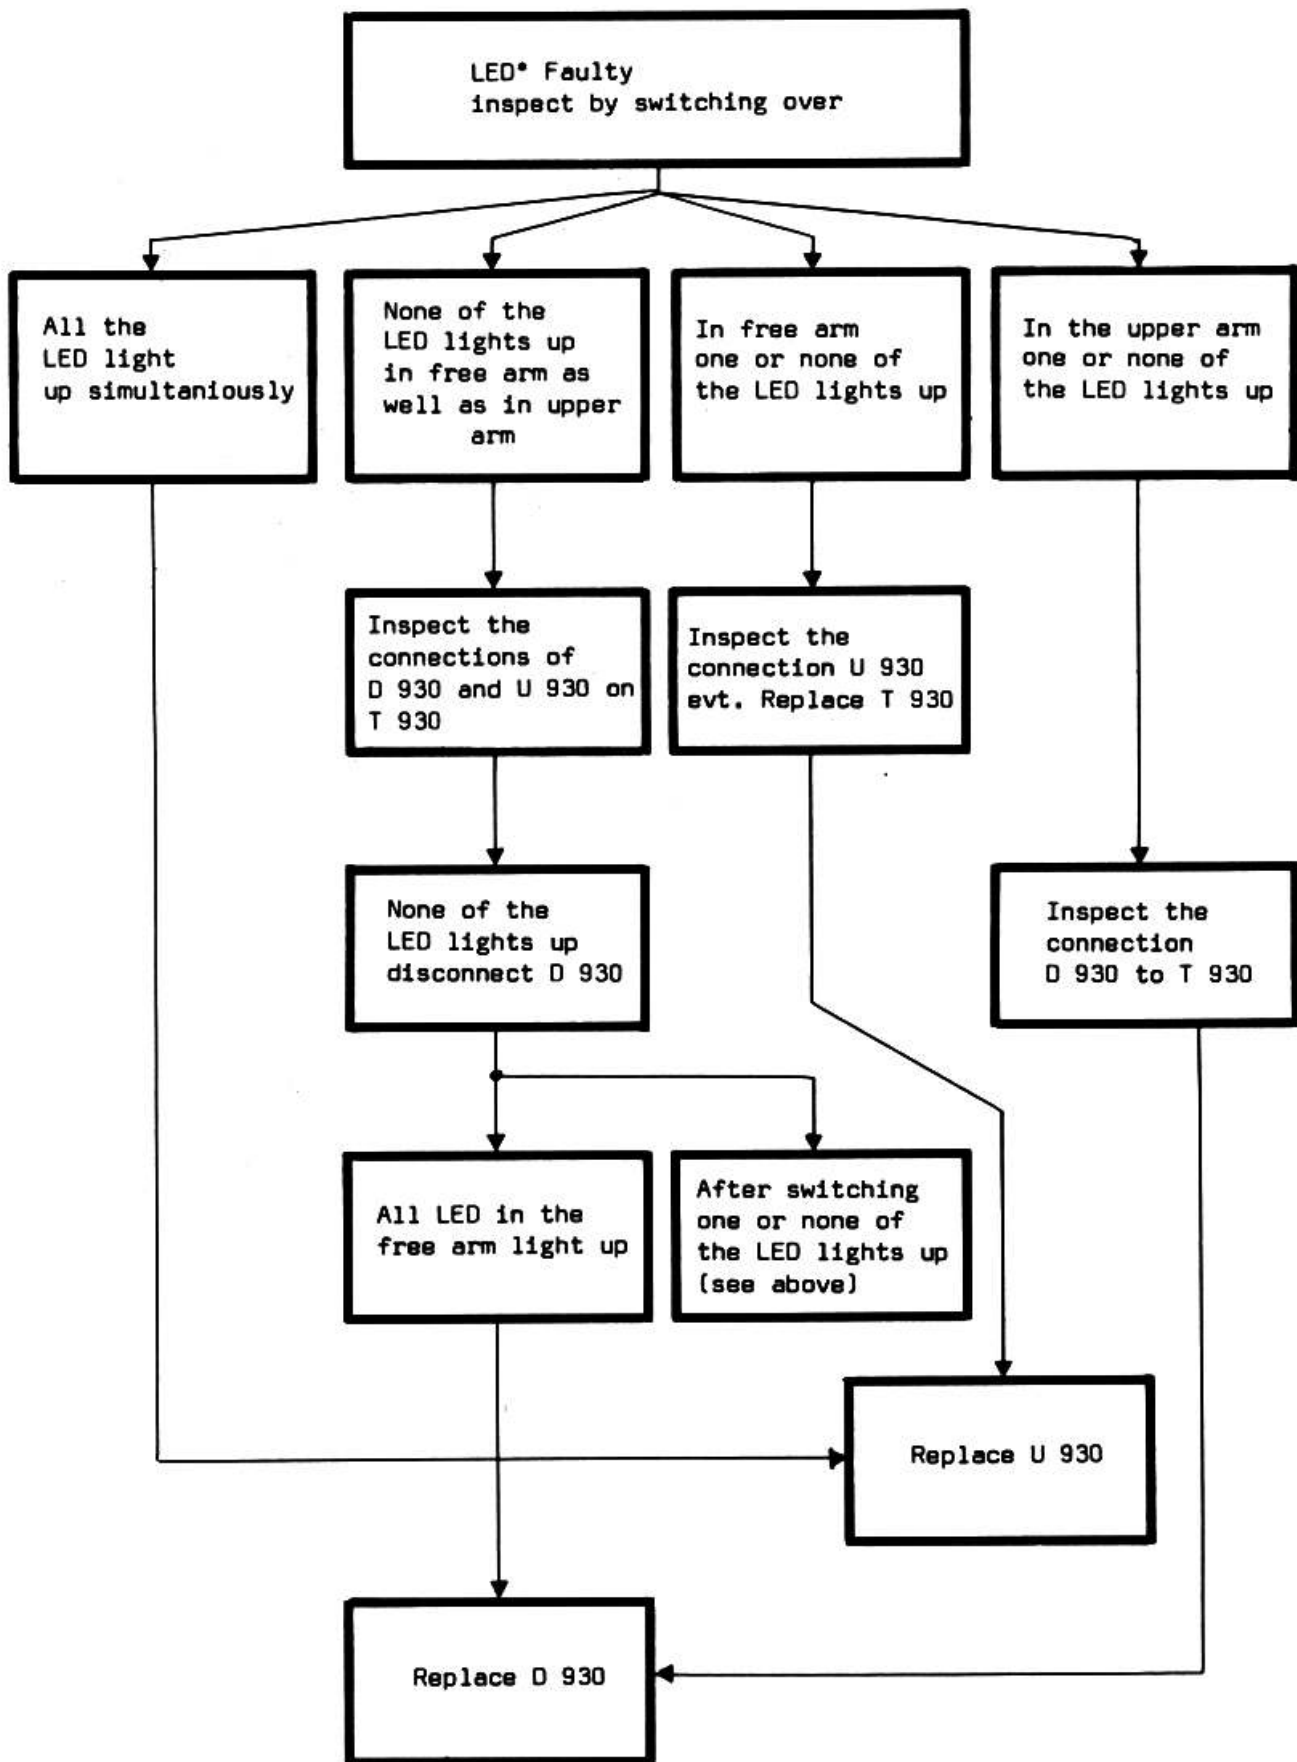 LED* Faulty
inspect by switching over
All the
LED light
up simultaniously
None of the
LED lights up
in free arm as
well as in upper
arm
In free arm
one or none of
the LED lights up
In the upper arm
one or none of
the LED lights up
Inspect the
connections of
D 930 and U 930 on
T 930
Inspect the
connection U 930
evt. Replace T 930
None of the
LED lights up
disconnect D 930
Inspect the
connection
D 930 to T 930
All LED in the
free arm light up
After switching
one or none of
the LED lights up
(see above)
Replace U 930
Replace D 930